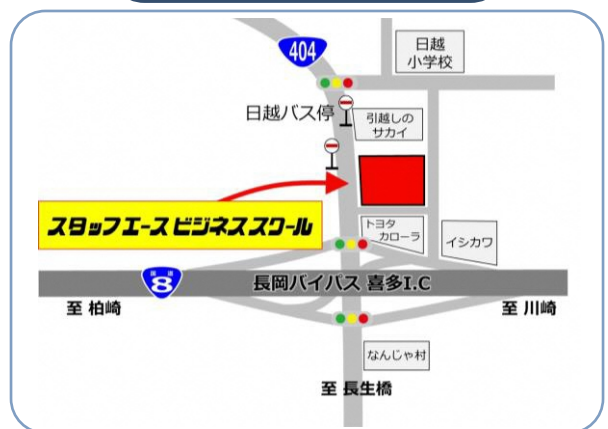 404
日越
小学校
日越バス停
引越しの
サカイ
スタッフエース ビジネススクール
トヨタ
カローラ
イシカワ
国道
8
長岡バイパス 喜多I.C
至 柏崎
至 川崎
なんじゃ村
至 長生橋